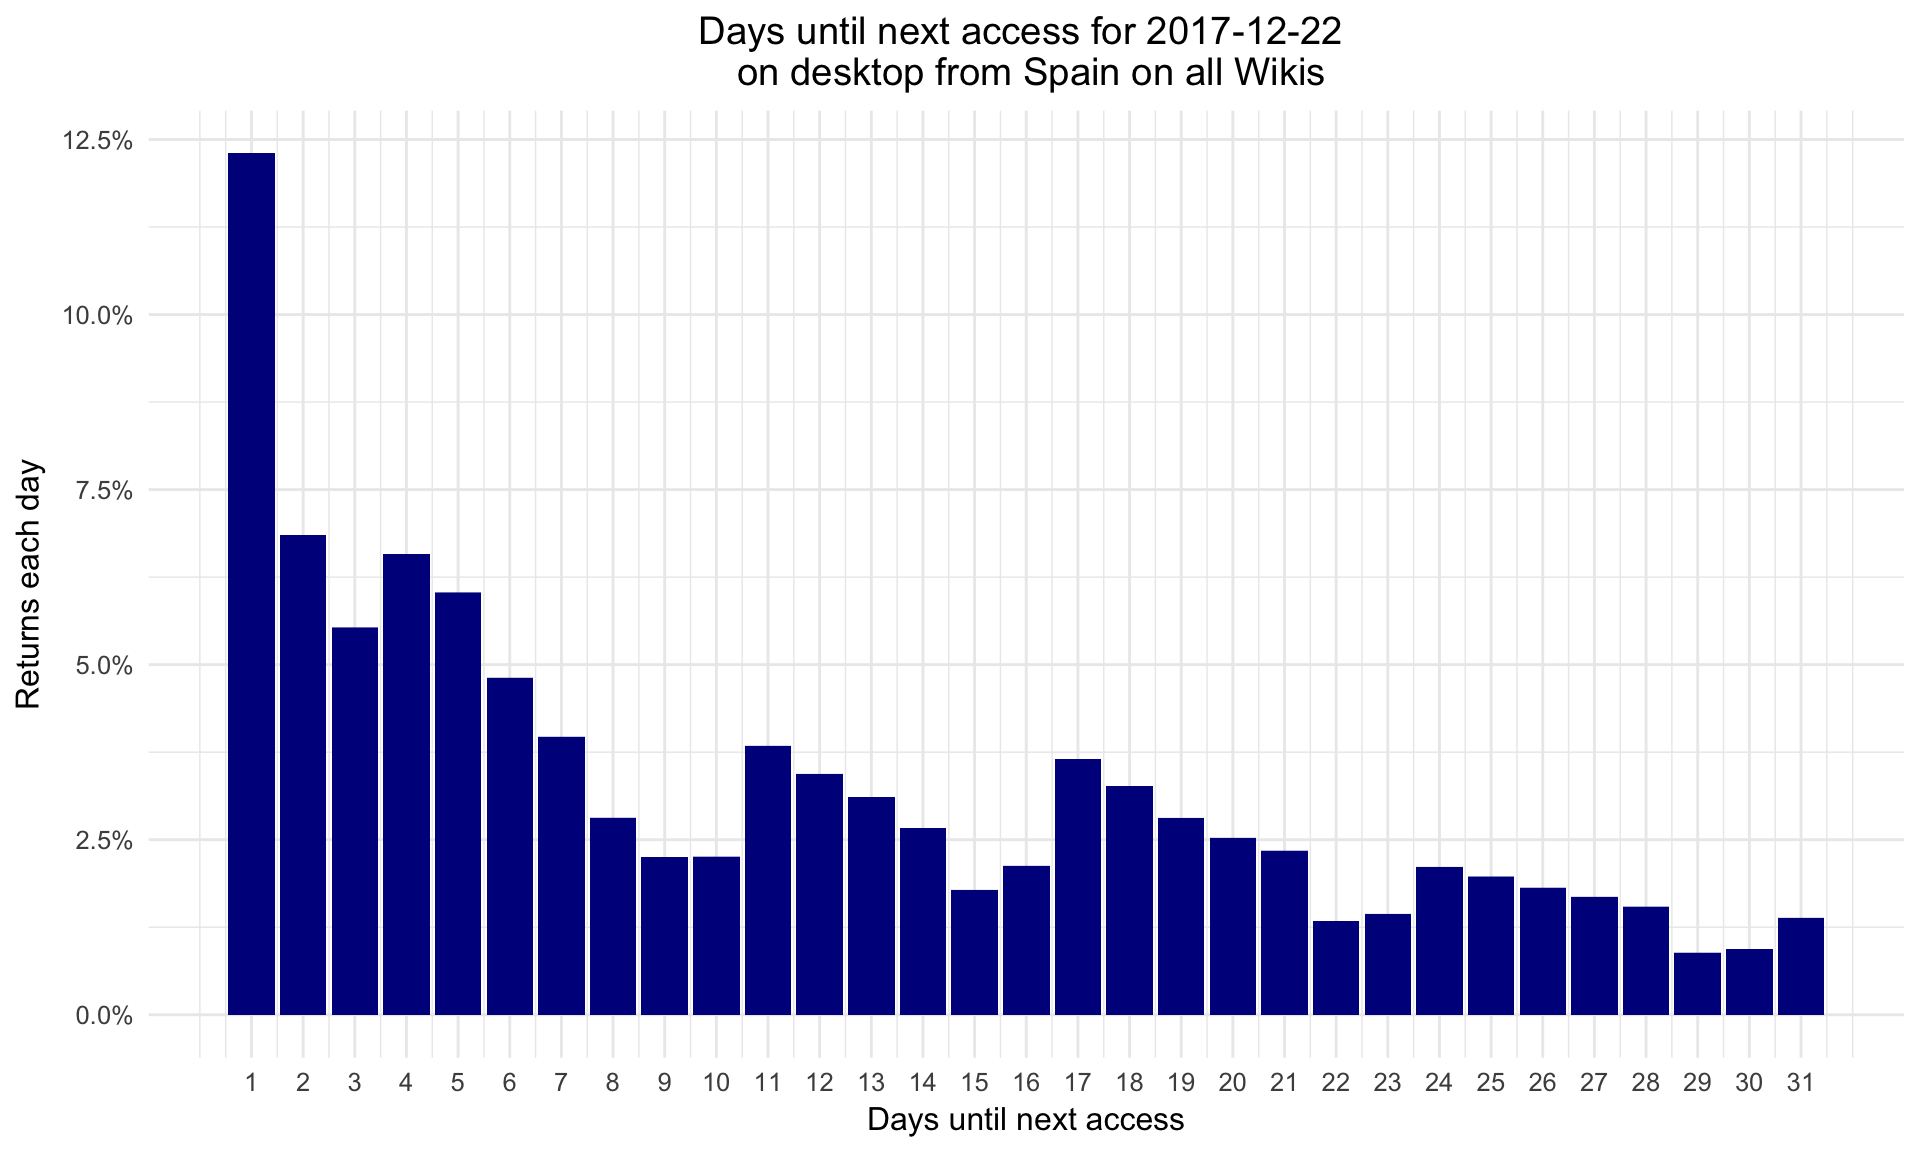 Days until next access for 2017-12-22
on desktop from Spain on all Wikis
12.5%
10.0%
7.5%
5.0%
2.5%
0.0%
Returns each day
1 2 3 4 5 6 7 8 9 10 11 12 13 14 15 16 17 18 19 20 21 22 23 24 25 26 27 28 29 30 31
Days until next access